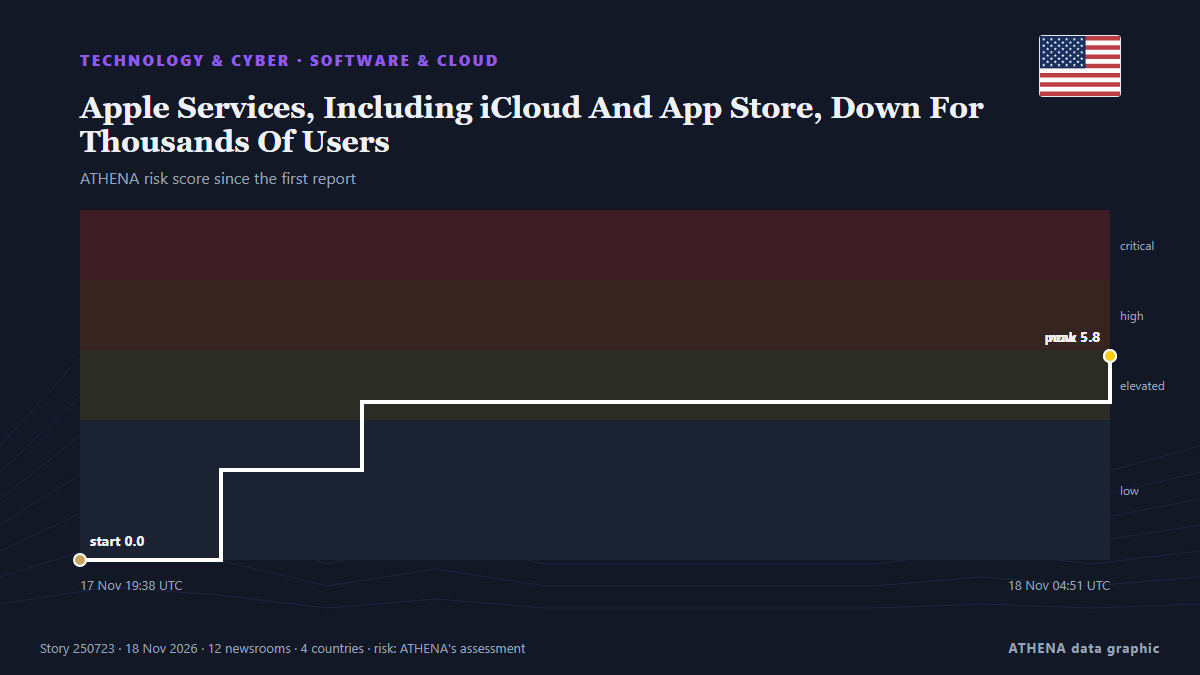 TECHNOLOGY & CYBER · SOFTWARE & CLOUD
Apple Services, Including iCloud And App Store, Down For
Thousands Of Users
ATHENA risk score since the first report
critical
high
peak 5.8
elevated
low
start 0.0
17 Nov 19:38 UTC
18 Nov 04:51 UTC
Story 250723 · 18 Nov 2026 · 12 newsrooms · 4 countries · risk: ATHENA's assessment
ATHENA data graphic